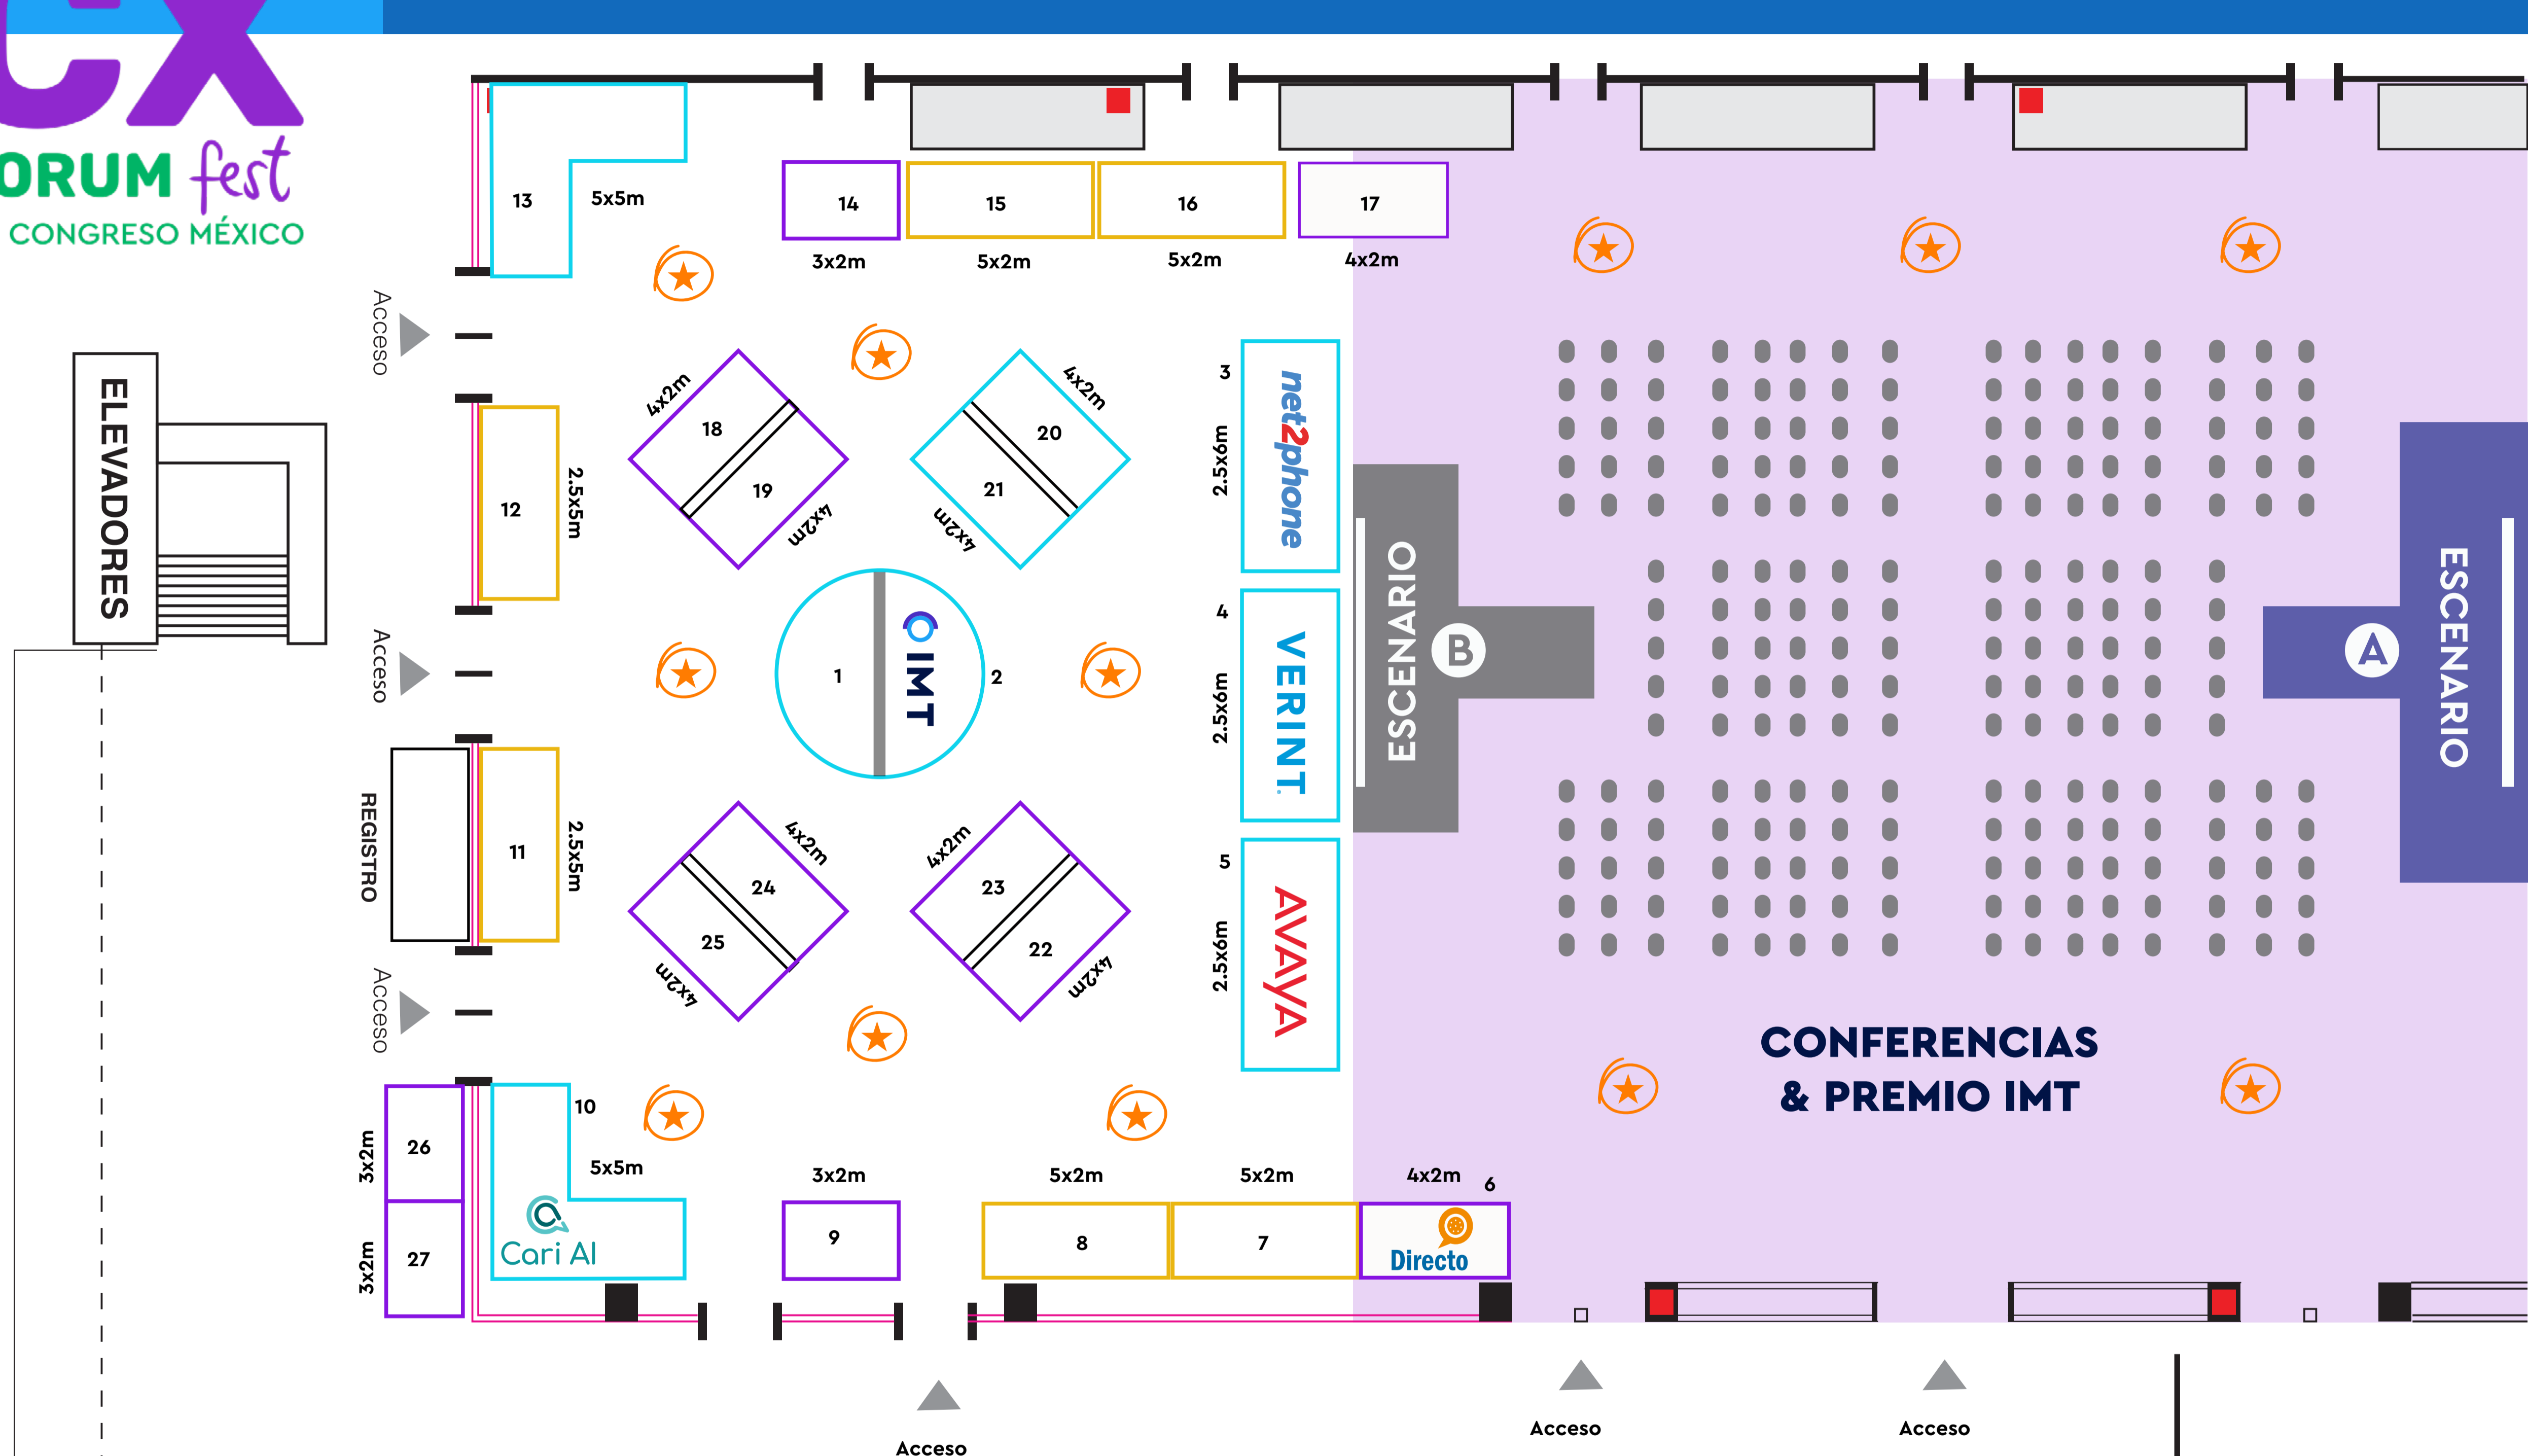 CX
ORUM fest
CONGRESO MÉXICO
13
5x5m
14
15
16
17
3x2m
5x2m
5x2m
4x2m
Acceso
ELEVADORES
4x2m
18
19
4x2m
4x2m
20
21
4x2m
3
2.5x6m
net2phone
12
2.5x5m
4
2.5x6m
VERINT
1
IMT
2
ESCENARIO
B
A
ESCENARIO
Acceso
REGISTRO
11
2.5x5m
4x2m
24
25
4x2m
4x2m
23
22
4x2m
5
2.5x6m
AVAYA
Acceso
CONFERENCIAS
& PREMIO IMT
10
5x5m
Cari AI
3x2m
26
3x2m
27
3x2m
9
5x2m
8
5x2m
7
4x2m
6
Directo
Acceso
Acceso
Acceso